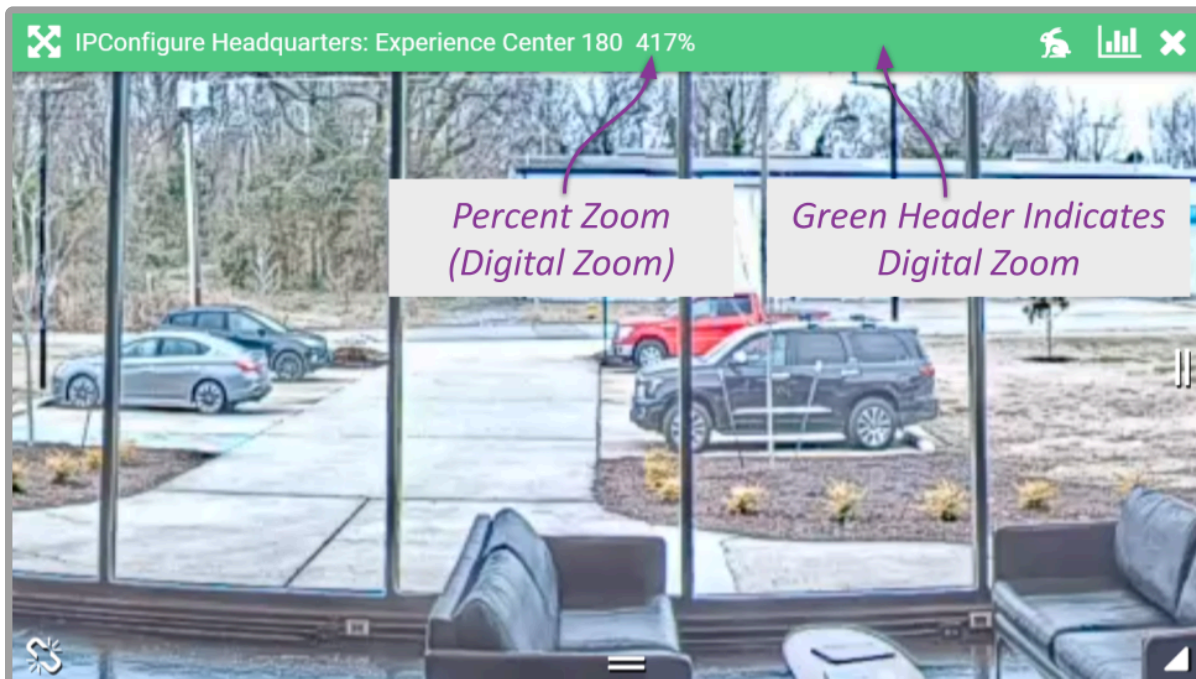 IPConfigure Headquarters: Experience Center 180 417%
Percent Zoom
(Digital Zoom)
Green Header Indicates
Digital Zoom